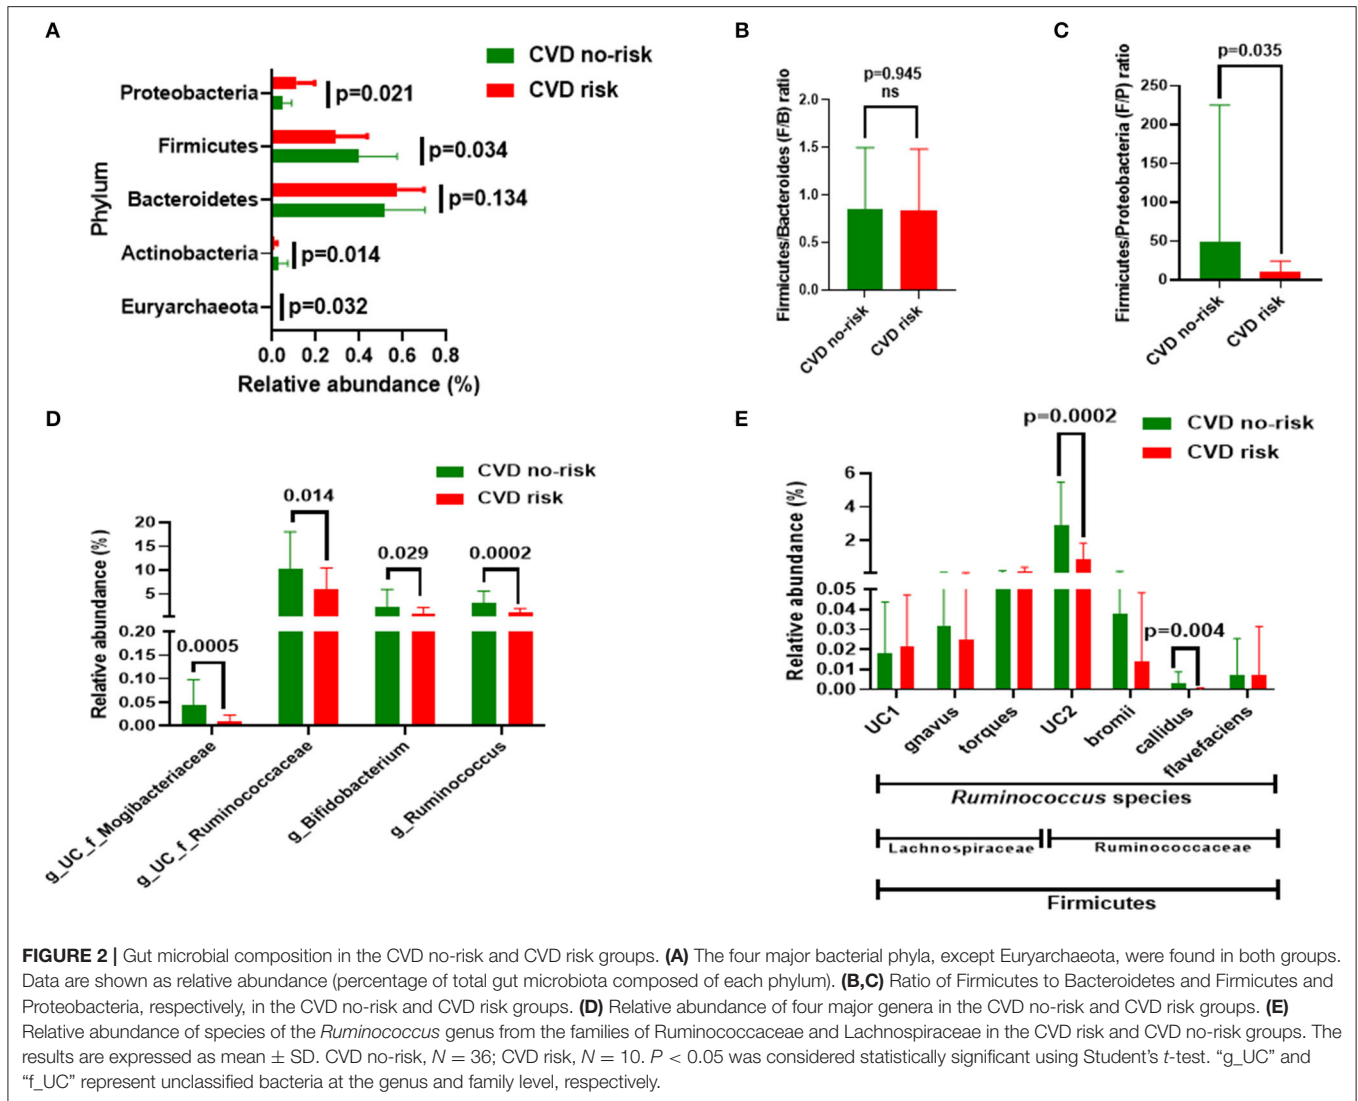 A
CVD no-risk
CVD risk
Phylum
Proteobacteria
Firmicutes
Bacteroidetes
Actinobacteria
Euryarchaeota
p=0.021
p=0.034
p=0.134
p=0.014
p=0.032
0.0 0.2 0.4 0.6 0.8
Relative abundance (%)
B
p=0.945
ns
Firmicutes/Bacteroides (F/B) ratio
2.0
1.5
1.0
0.5
0.0
CVD no-risk
CVD risk
C
p=0.035
Firmicutes/Proteobacteria (F/P) ratio
250
200
150
100
50
0
CVD no-risk
CVD risk
D
CVD no-risk
CVD risk
Relative abundance (%)
20
15
10
5
0.20
0.15
0.10
0.05
0.00
0.0005
0.014
0.029
0.0002
g_UC_f_Mogibacteriaceae
g_UC_f_Ruminococcaceae
g_Bifidobacterium
g_Ruminococcus
E
p=0.0002
CVD no-risk
CVD risk
Relative abundance (%)
6
4
2
0.05
0.04
0.03
0.02
0.01
0.00
p=0.004
UC1
gnavus
torques
UC2
bromii
callidus
flavefaciens
Ruminococcus species
Lachnospiraceae
Ruminococcaceae
Firmicutes
FIGURE 2 | Gut microbial composition in the CVD no-risk and CVD risk groups. (A) The four major bacterial phyla, except Euryarchaeota, were found in both groups.
Data are shown as relative abundance (percentage of total gut microbiota composed of each phylum). (B,C) Ratio of Firmicutes to Bacteroidetes and Firmicutes and
Proteobacteria, respectively, in the CVD no-risk and CVD risk groups. (D) Relative abundance of four major genera in the CVD no-risk and CVD risk groups. (E)
Relative abundance of species of the Ruminococcus genus from the families of Ruminococcaceae and Lachnospiraceae in the CVD risk and CVD no-risk groups. The
results are expressed as mean ± SD. CVD no-risk, N = 36; CVD risk, N = 10. P < 0.05 was considered statistically significant using Student's t-test. "g_UC" and
"f_UC" represent unclassified bacteria at the genus and family level, respectively.